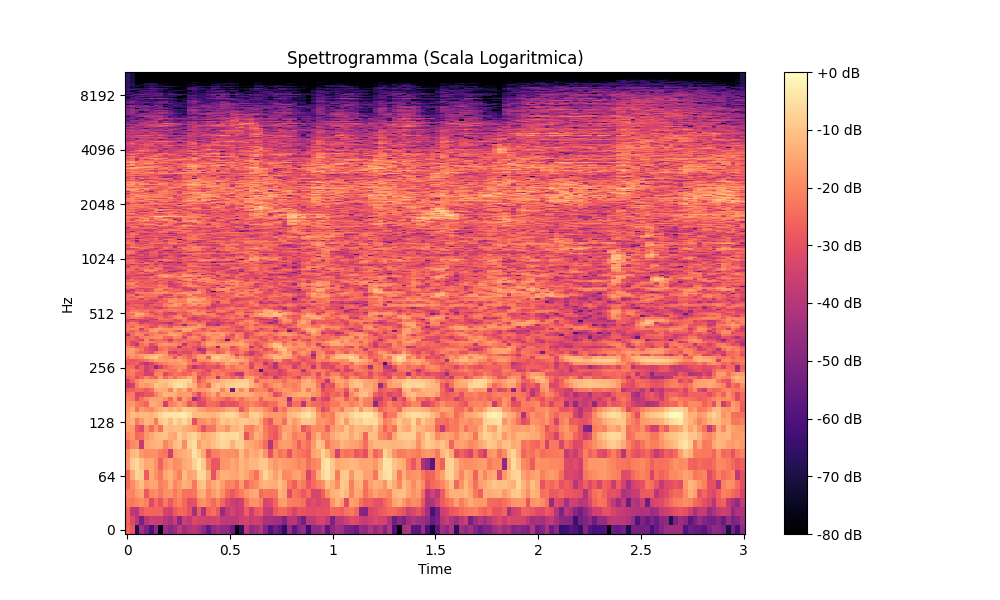 Spettrogramma (Scala Logaritmica)
Hz
8192
4096
2048
1024
512
256
128
64
0
0
0.5
1
1.5
2
2.5
3
Time
+0 dB
-10 dB
-20 dB
-30 dB
-40 dB
-50 dB
-60 dB
-70 dB
-80 dB